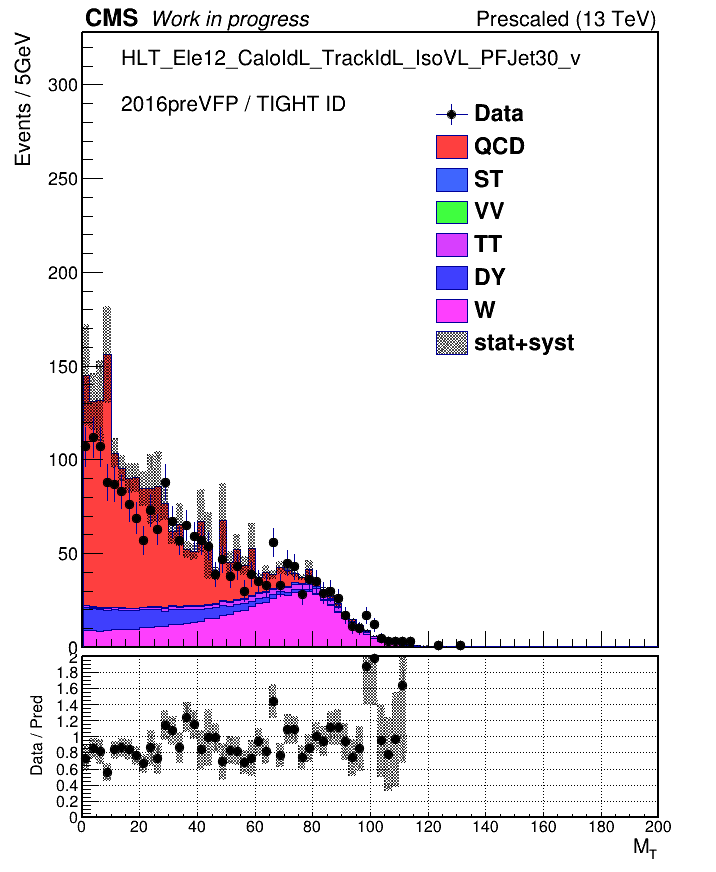 CMS Work in progress Prescaled (13 TeV)
Events / 5GeV
HLT_Ele12_CaloIdL_TrackIdL_IsoVL_PFJet30_v
2016preVFP / TIGHT ID
Data
QCD
ST
VV
TT
DY
W
stat+syst
300
250
200
150
100
50
0
Data / Pred
2
1.8
1.6
1.4
1.2
1
0.8
0.6
0.4
0.2
0
0 20 40 60 80 100 120 140 160 180 200
M_T